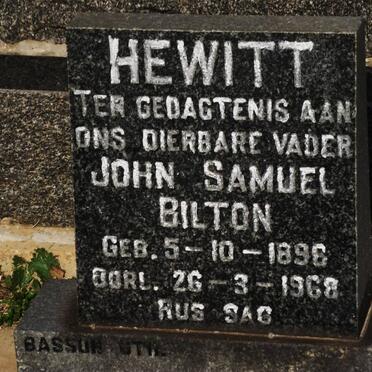 HEWITT
TER GEDAGTENIS AAN
ONS DIERBARE VADER
JOHN SAMUEL
BILTON
GEB. 5-10-1896
OORL. 26-3-1968
RUS SAG